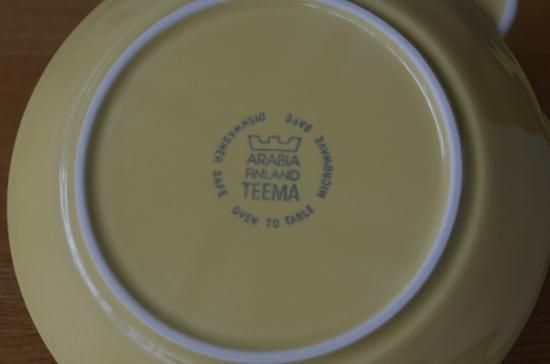 ARABIA
FINLAND
TEEMA
DISHWASHER SAFE OVEN TO TABLE MICROWAVE SAFE